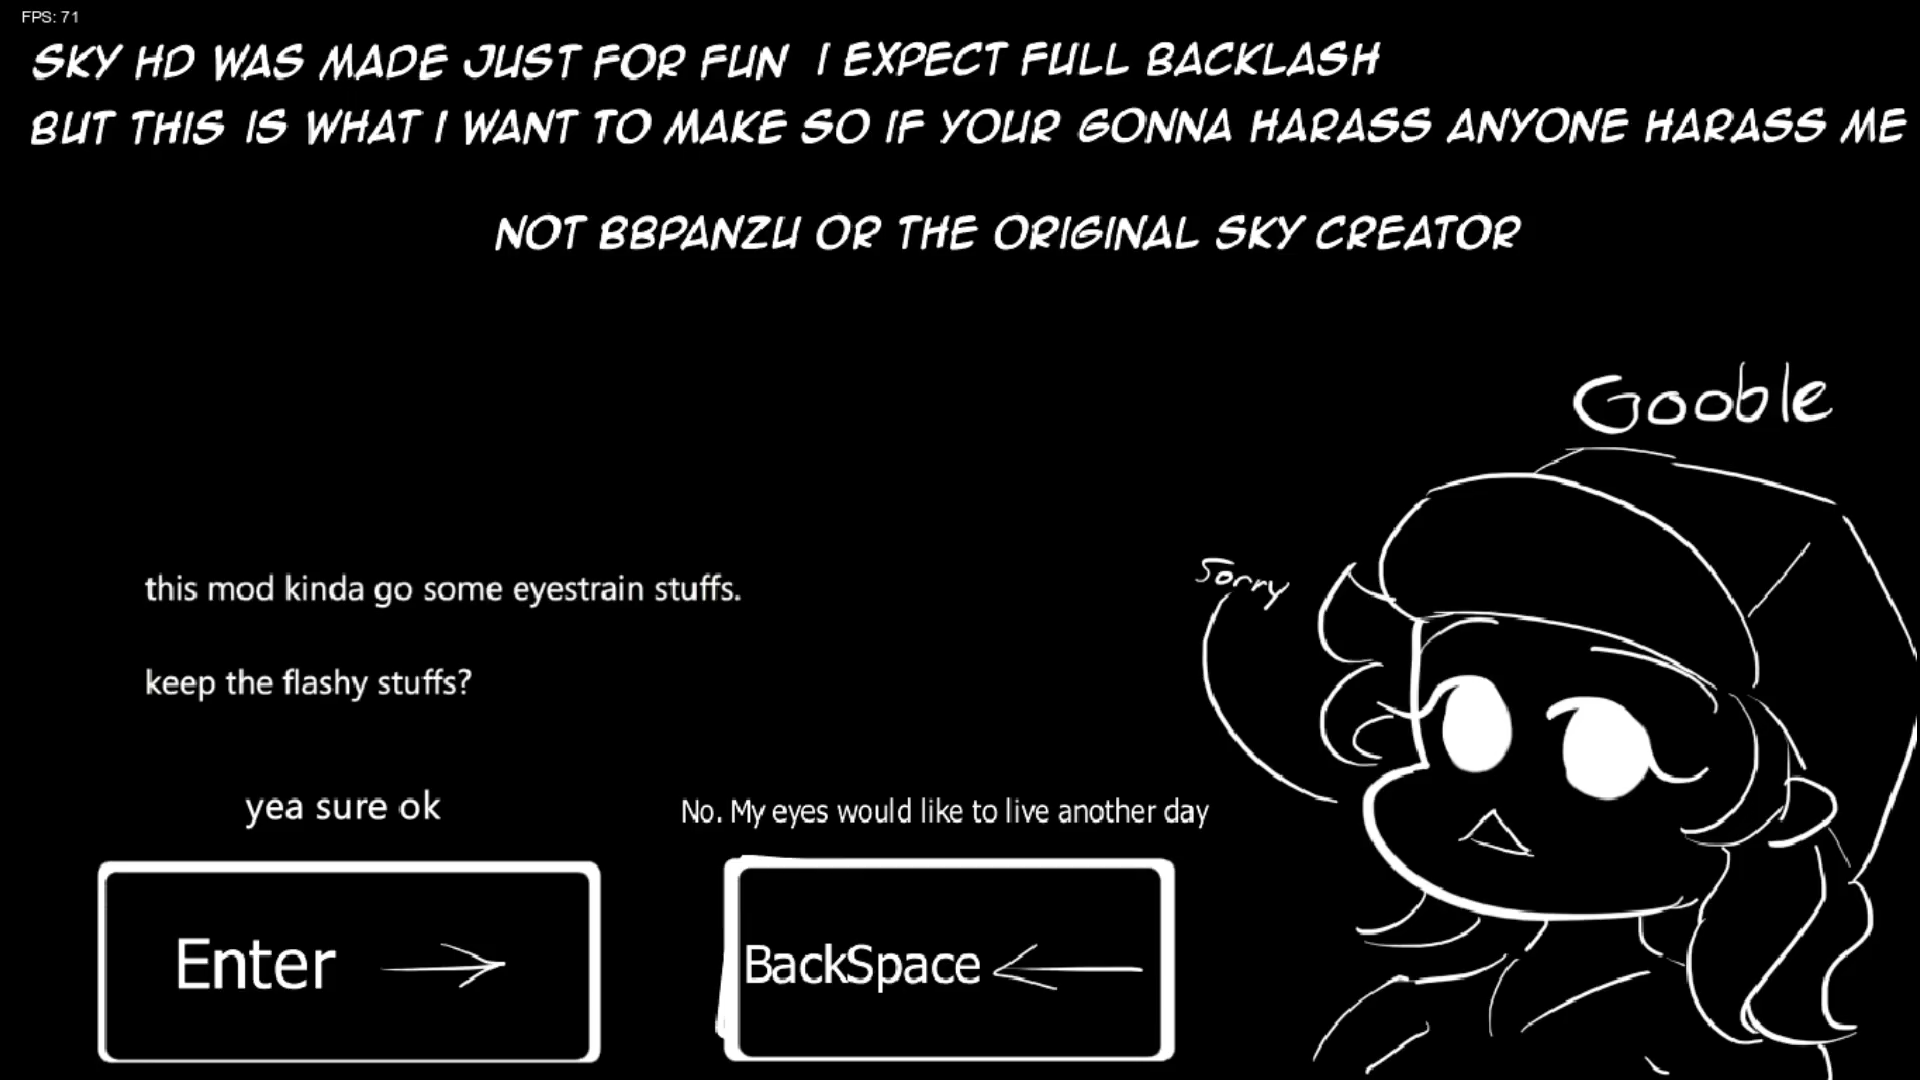 FPS: 71
SKY HD WAS MADE JUST FOR FUN I EXPECT FULL BACKLASH
BUT THIS IS WHAT I WANT TO MAKE SO IF YOUR GONNA HARASS ANYONE HARASS ME
NOT BBPANZU OR THE ORIGINAL SKY CREATOR
Gooble
Sorry
this mod kinda go some eyestrain stuffs.
keep the flashy stuffs?
yea sure ok
No. My eyes would like to live another day
Enter
BackSpace